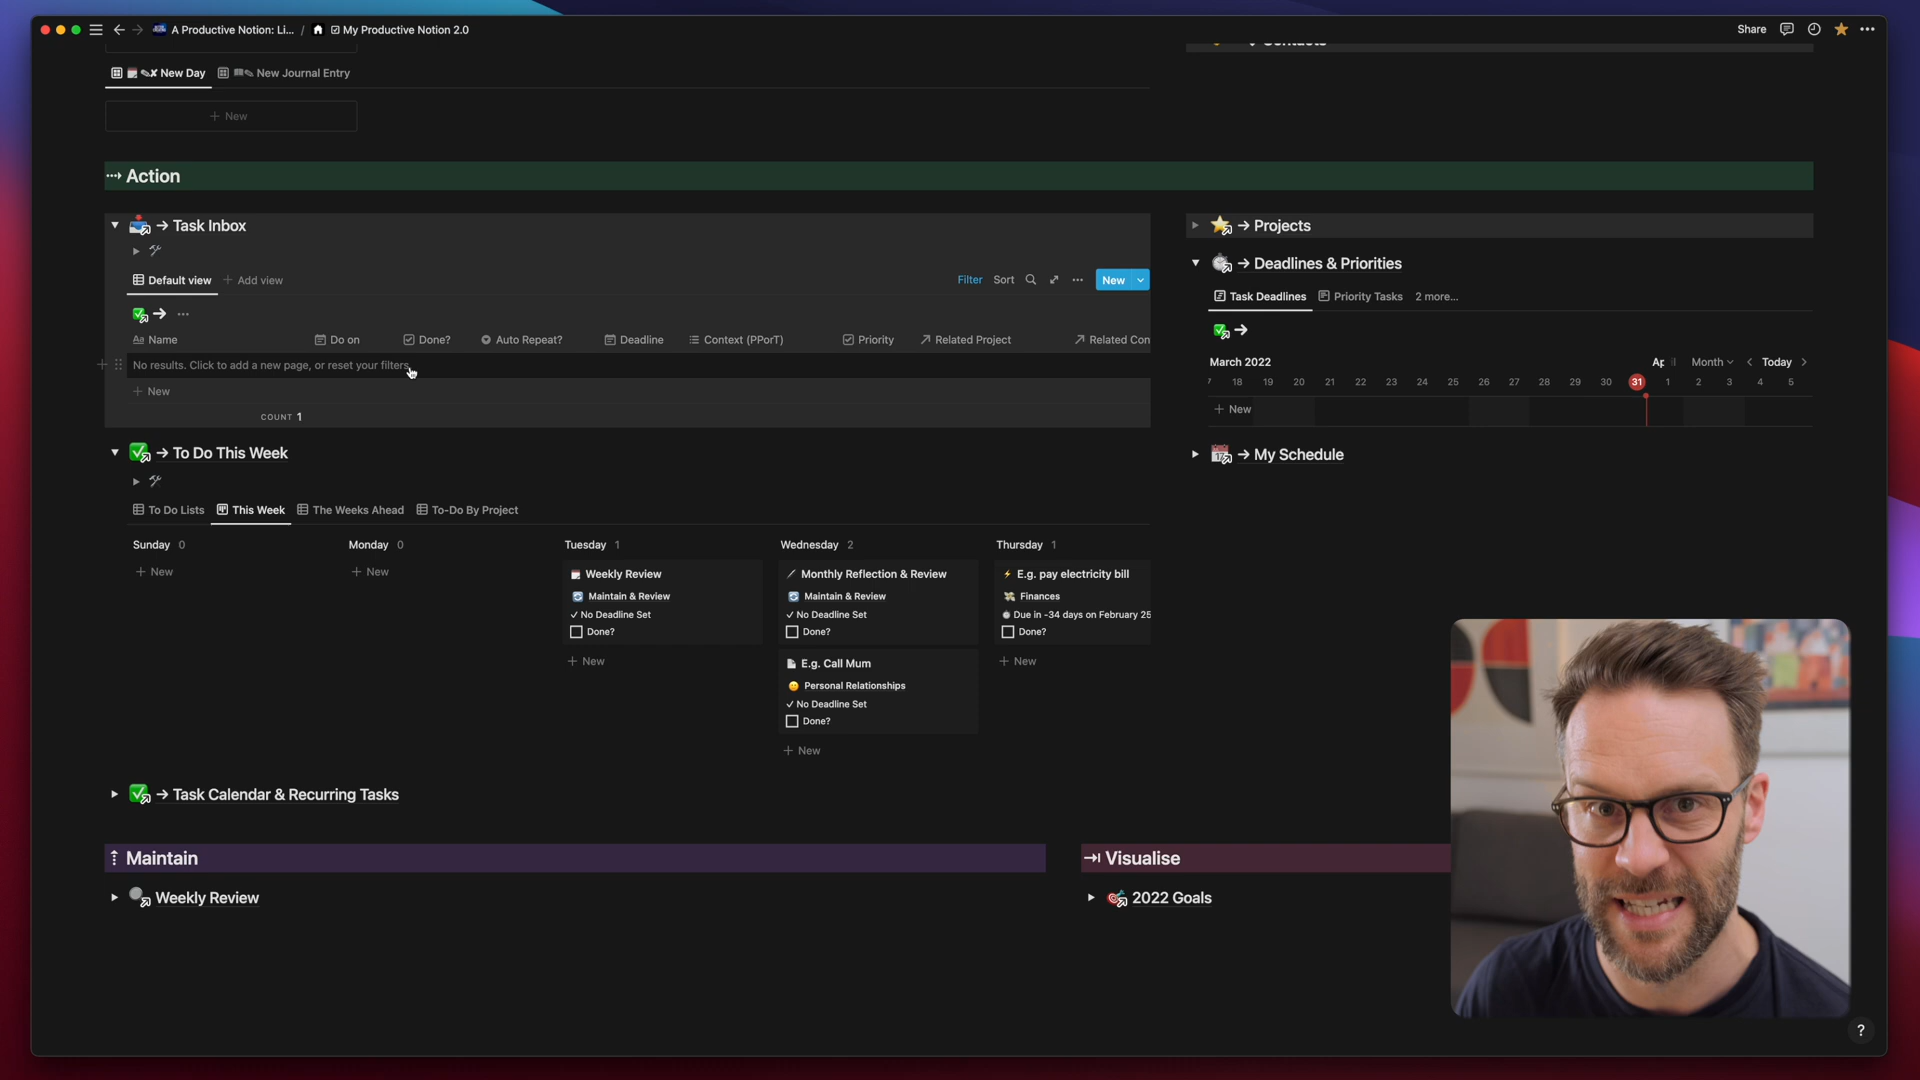 A Productive Notion: Li... / My Productive Notion 2.0
Share
Contacts
New Day
New Journal Entry
+ New
Action
→ Task Inbox
Default view
+ Add view
Filter
Sort
New
Aa Name
Do on
Done?
Auto Repeat?
Deadline
Context (PPorT)
Priority
Related Project
Related Con
No results. Click to add a new page, or reset your filters.
+ New
COUNT 1
→ To Do This Week
To Do Lists
This Week
The Weeks Ahead
To-Do By Project
Sunday 0
+ New
Monday 0
+ New
Tuesday 1
Weekly Review
Maintain & Review
✓ No Deadline Set
Done?
+ New
Wednesday 2
Monthly Reflection & Review
Maintain & Review
✓ No Deadline Set
Done?
E.g. Call Mum
Personal Relationships
✓ No Deadline Set
Done?
+ New
Thursday 1
E.g. pay electricity bill
Finances
Due in -34 days on February 25
Done?
+ New
→ Task Calendar & Recurring Tasks
→ Projects
→ Deadlines & Priorities
Task Deadlines
Priority Tasks
2 more...
March 2022
Ap
Month
Today
7 18 19 20 21 22 23 24 25 26 27 28 29 30 31 1 2 3 4 5
+ New
→ My Schedule
Maintain
Weekly Review
Visualise
2022 Goals
?